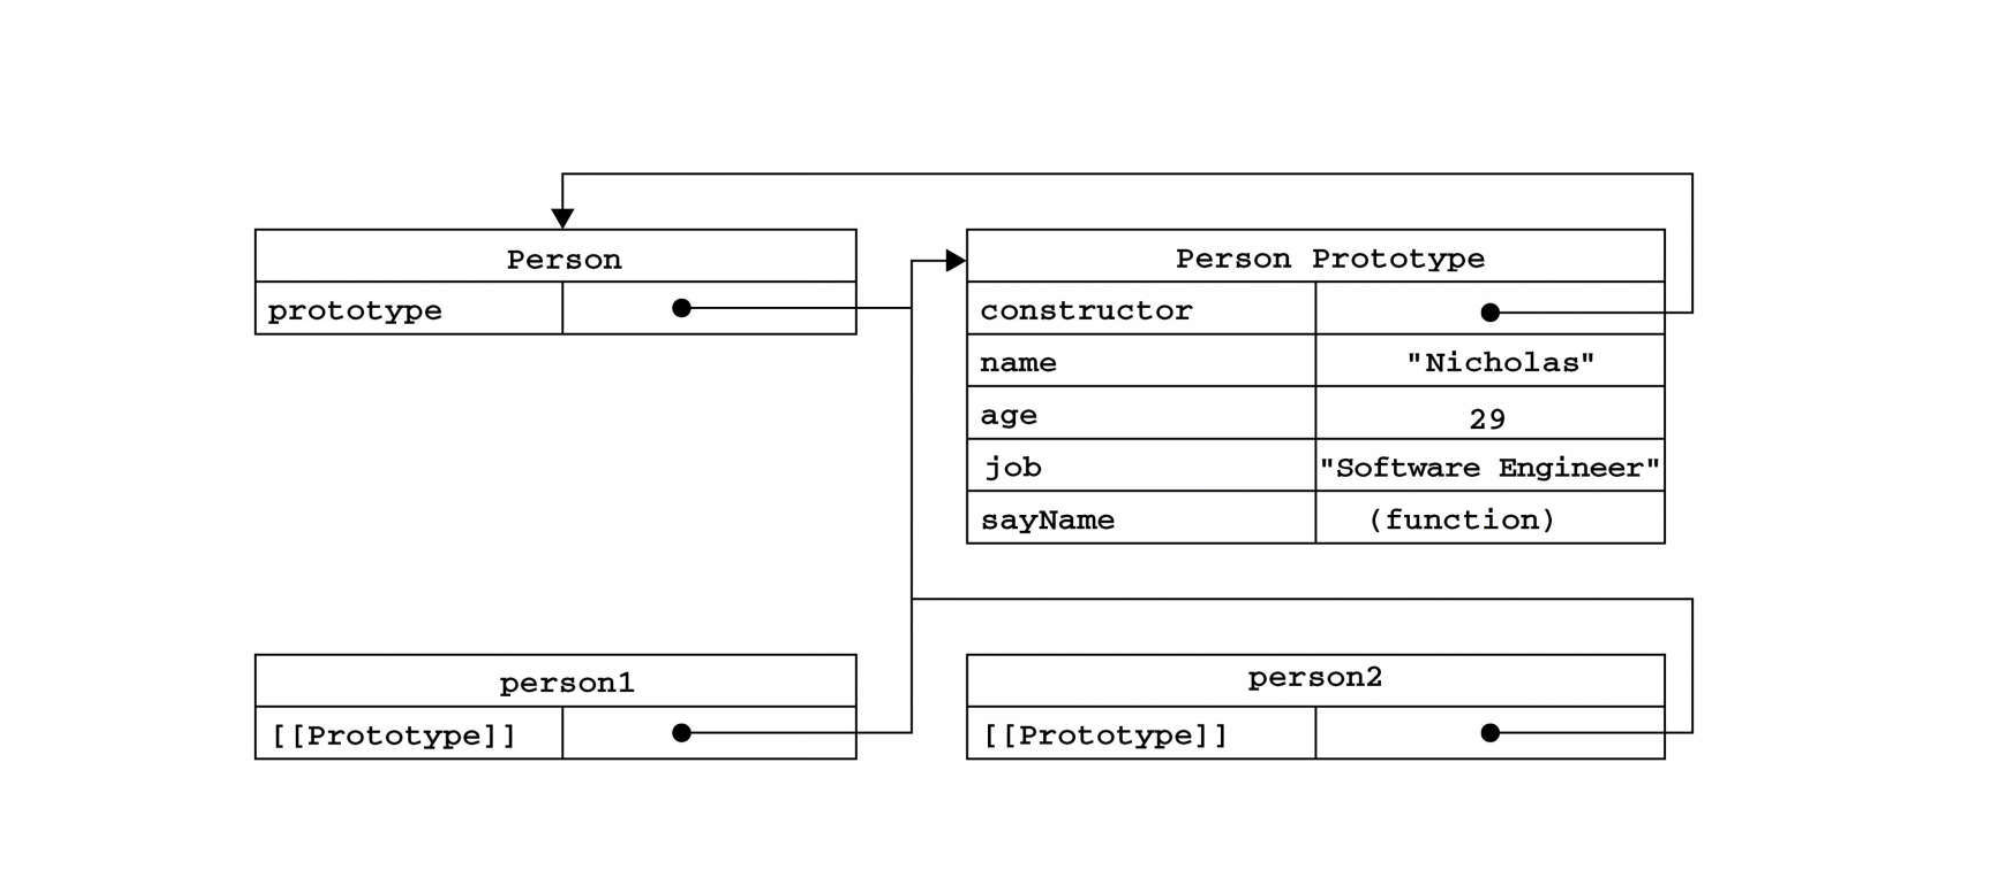 Person
prototype
Person Prototype
constructor
name "Nicholas"
age 29
job "Software Engineer"
sayName (function)
person1
[[Prototype]]
person2
[[Prototype]]